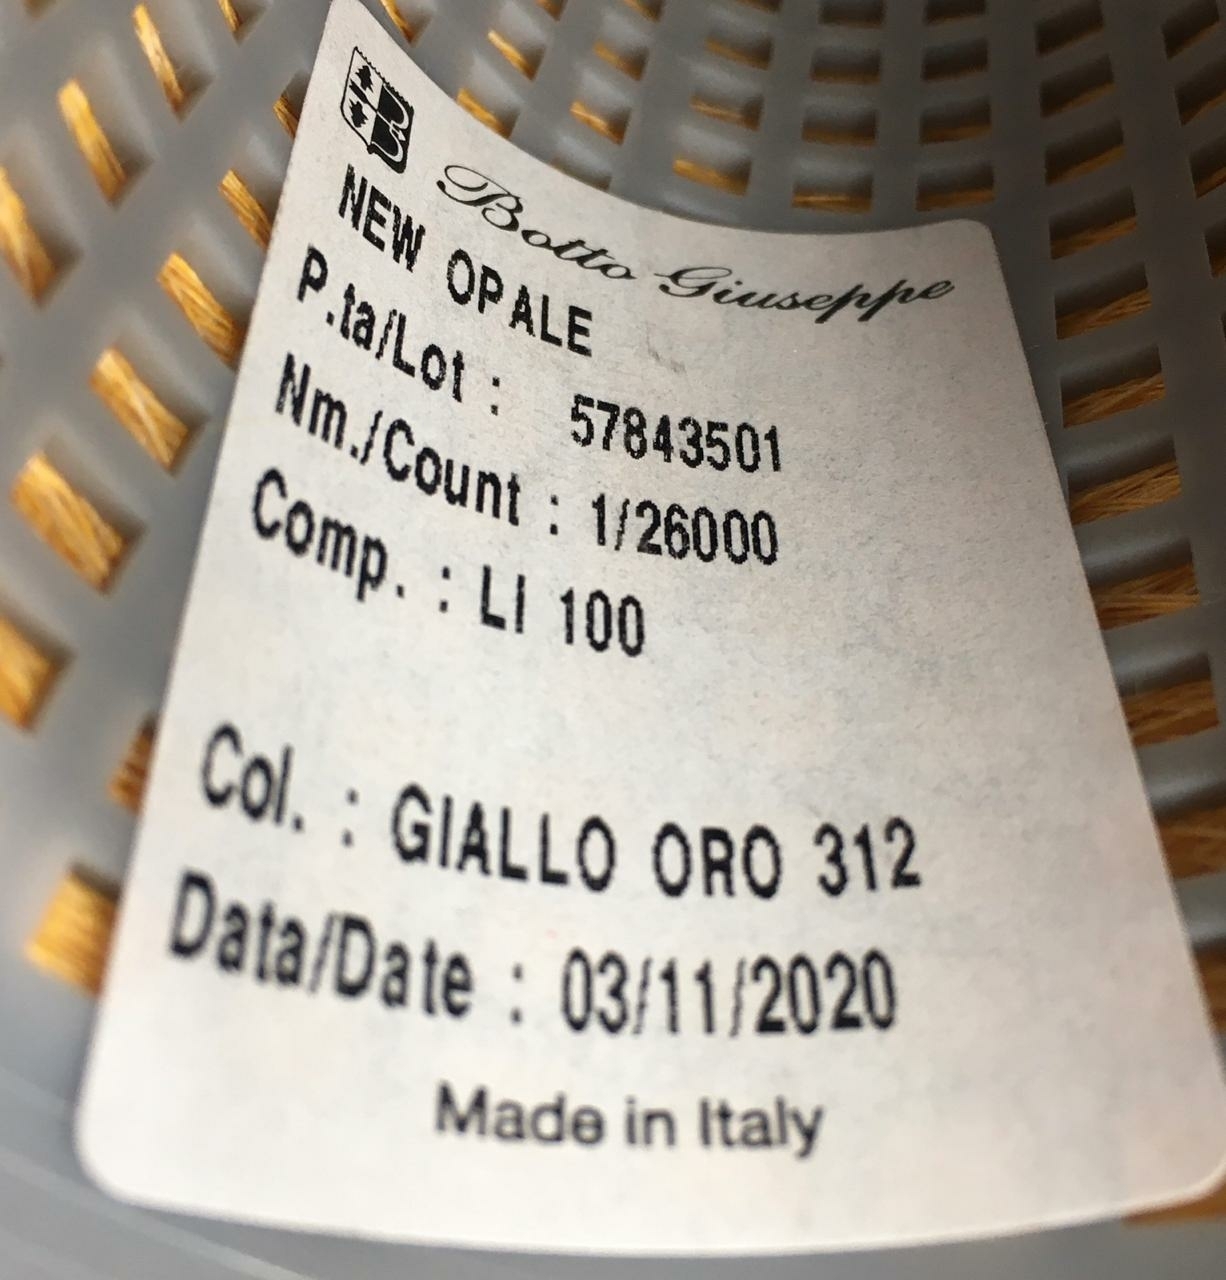 Botto Giuseppe
NEW OPALE
P.ta/Lot : 57843501
Nm./Count : 1/26000
Comp. : LI 100
Col. : GIALLO ORO 312
Data/Date : 03/11/2020
Made in Italy